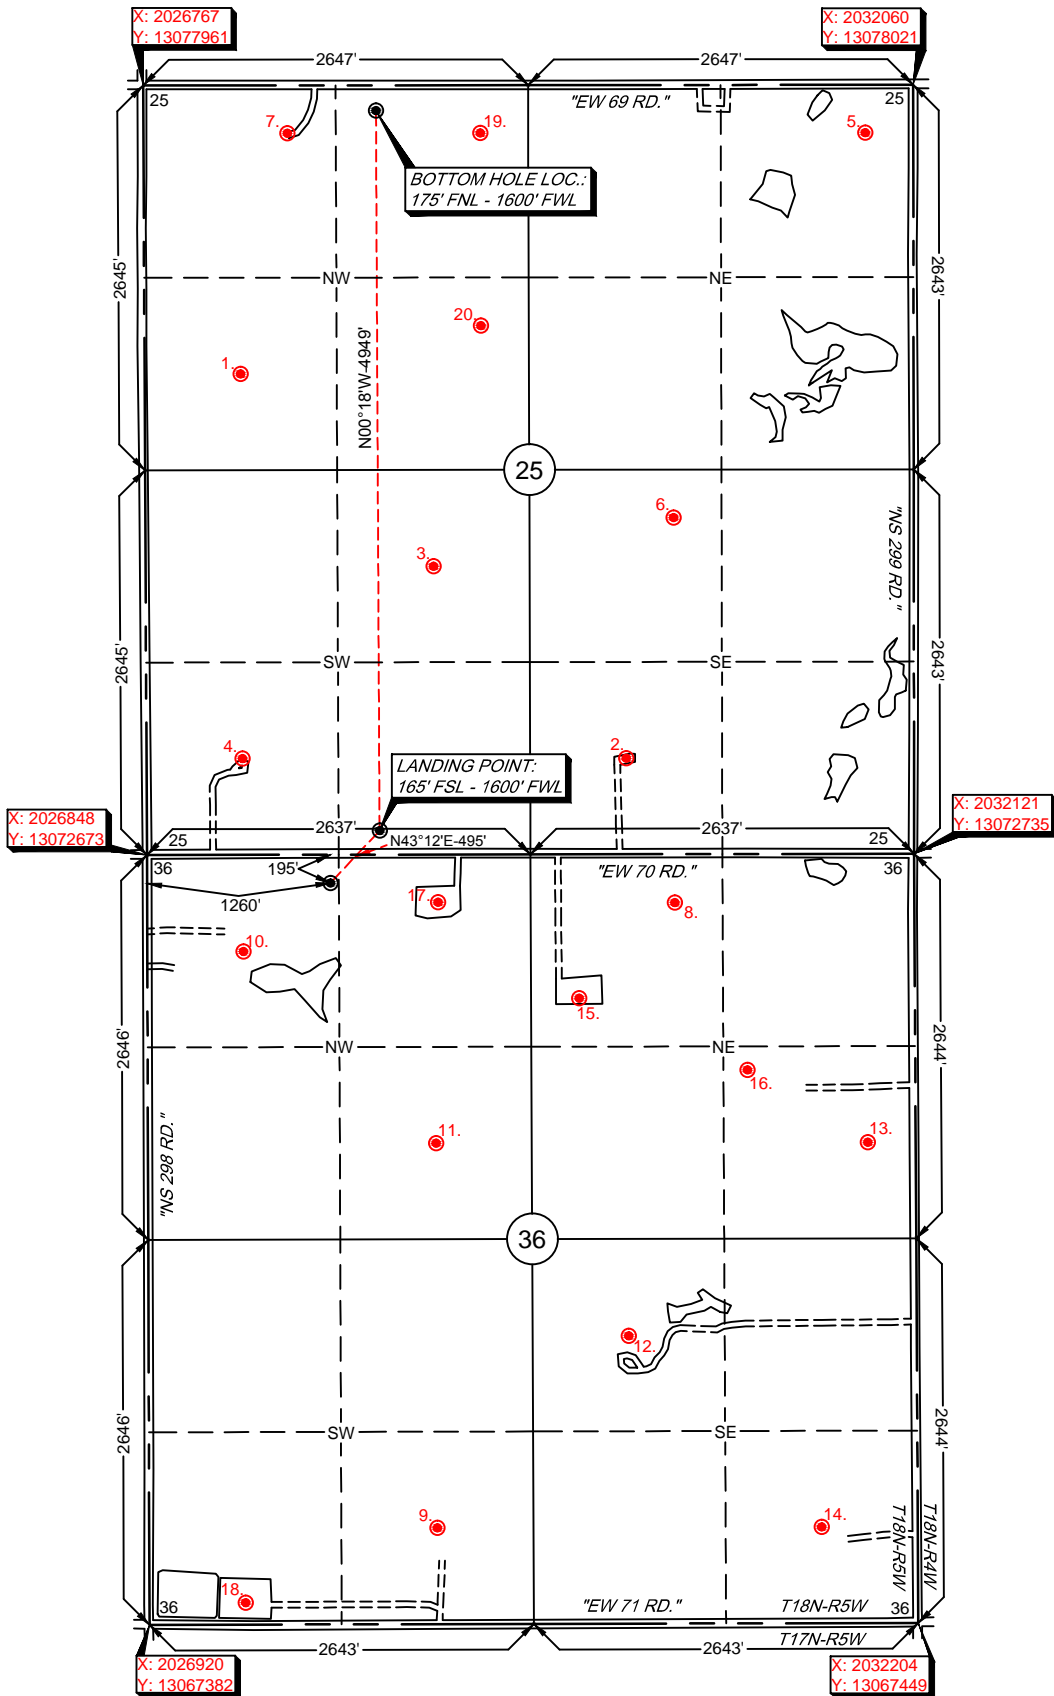 X: 2026767
Y: 13077961
X: 2032060
Y: 13078021
2647'
2647'
25
"EW 69 RD."
25
7.
19.
5.
BOTTOM HOLE LOC.:
175' FNL - 1600' FWL
2645'
NW
NE
2643'
20.
1.
N00°18'W-4949'
25
6.
"NS 299 RD."
3.
2645'
SW
SE
2643'
4.
2.
LANDING POINT:
165' FSL - 1600' FWL
X: 2026848
Y: 13072673
X: 2032121
Y: 13072735
2637'
2637'
25
N43°12'E-495'
25
36
195'
"EW 70 RD."
36
1260'
17.
8.
10.
15.
2646'
NW
NE
2644'
16.
"NS 298 RD."
11.
13.
36
12.
2646'
SW
SE
2644'
9.
14.
T18N-R5W
T18N-R4W
18.
36
"EW 71 RD."
T18N-R5W
36
2643'
2643'
T17N-R5W
X: 2026920
Y: 13067382
X: 2032204
Y: 13067449